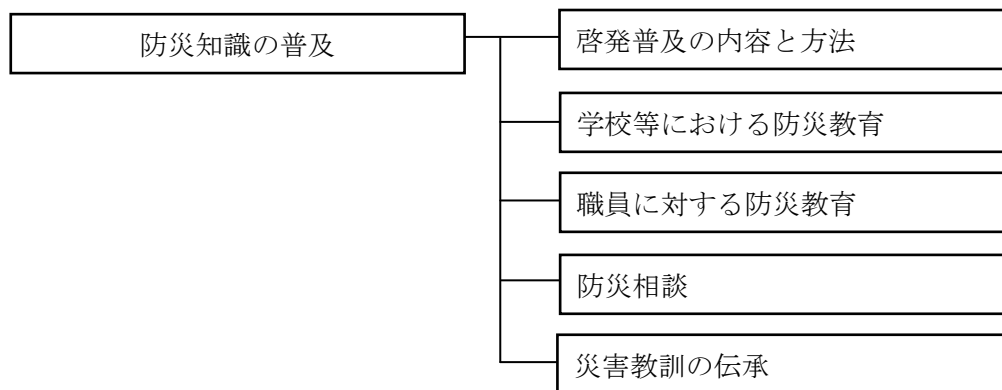 防災知識の普及
啓発普及の内容と方法
学校等における防災教育
職員に対する防災教育
防災相談
災害教訓の伝承